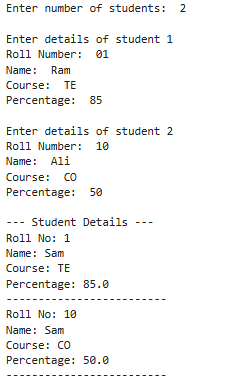 Enter number of students:  2
Enter details of student 1
Roll Number:  01
Name:  Ram
Course:  TE
Percentage:  85
Enter details of student 2
Roll Number:  10
Name:  Ali
Course:  CO
Percentage:  50
--- Student Details ---
Roll No: 1
Name: Sam
Course: TE
Percentage: 85.0
-------------------------
Roll No: 10
Name: Sam
Course: CO
Percentage: 50.0
-------------------------